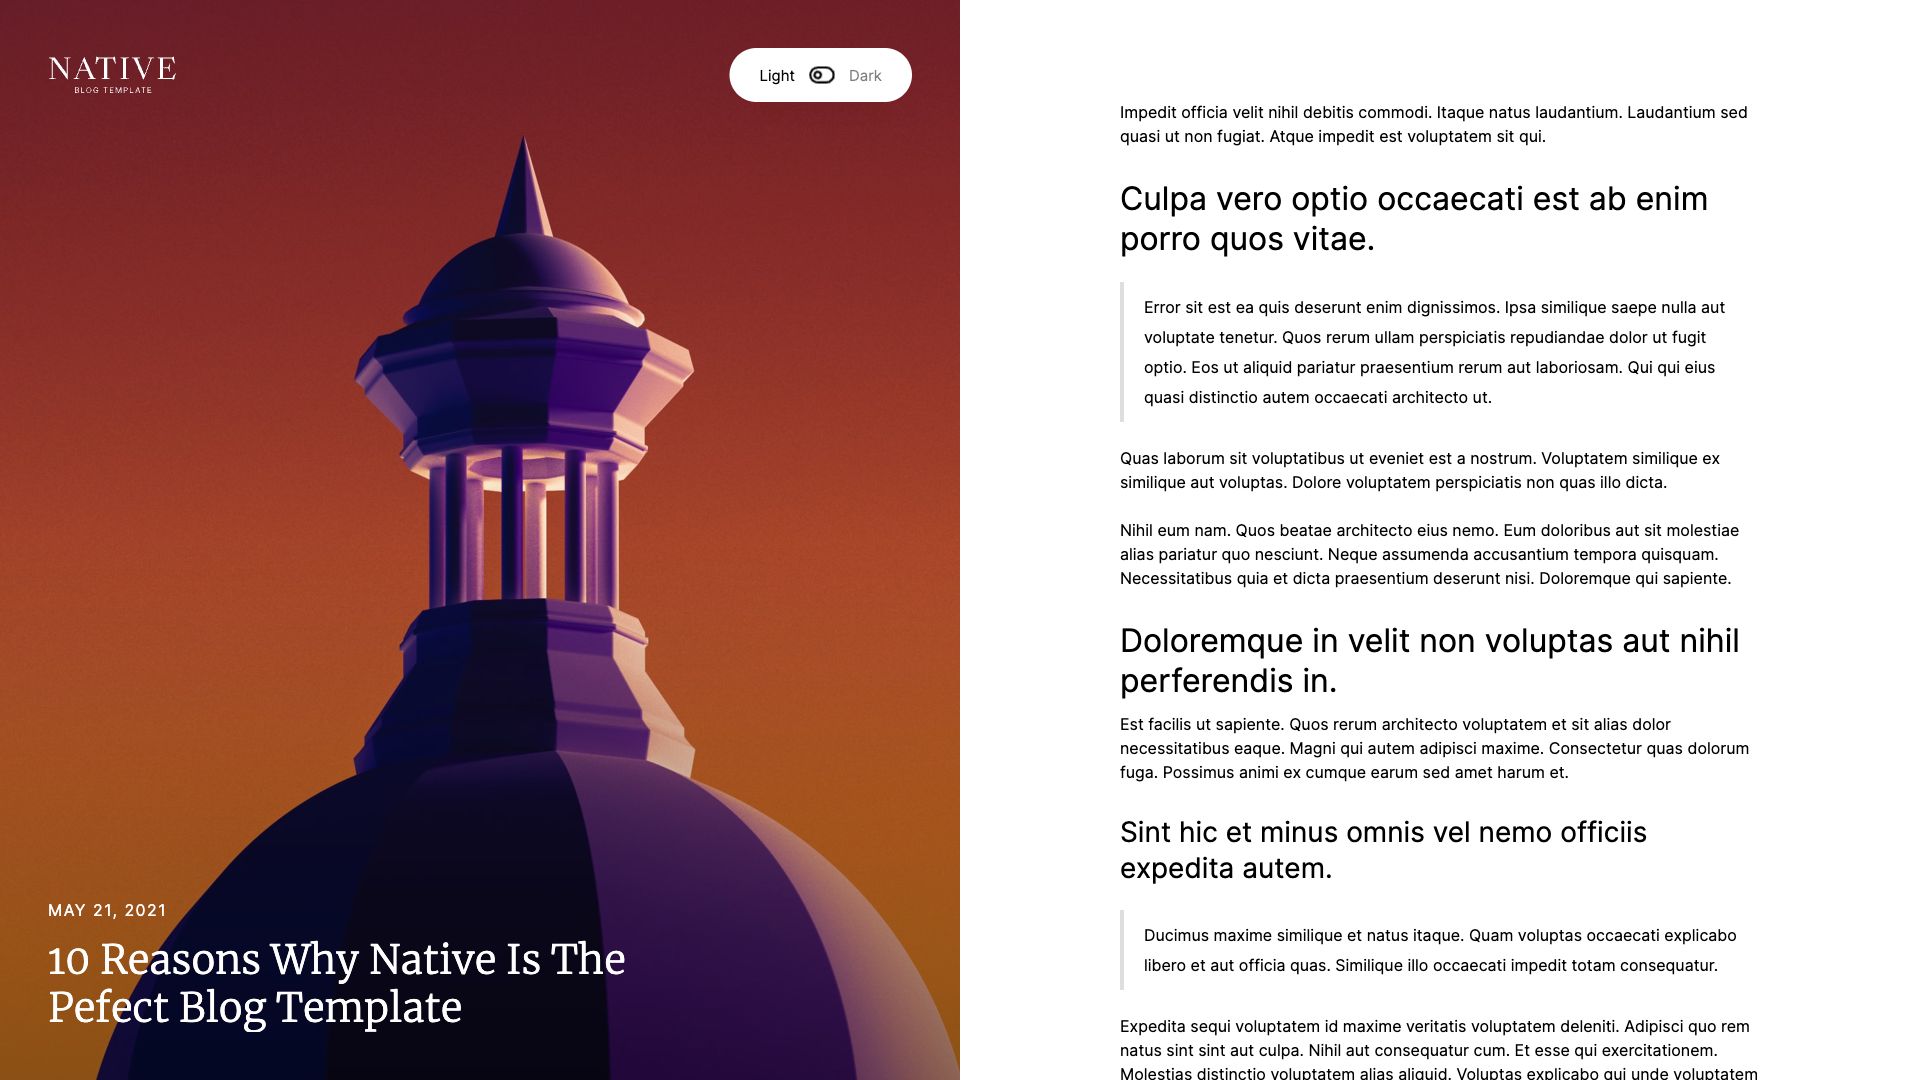 NATIVE
BLOG TEMPLATE
Light
Dark
MAY 21, 2021
10 Reasons Why Native Is The
Pefect Blog Template
Impedit officia velit nihil debitis commodi. Itaque natus laudantium. Laudantium sed
quasi ut non fugiat. Atque impedit est voluptatem sit qui.
Culpa vero optio occaecati est ab enim
porro quos vitae.
Error sit est ea quis deserunt enim dignissimos. Ipsa similique saepe nulla aut
voluptate tenetur. Quos rerum ullam perspiciatis repudiandae dolor ut fugit
optio. Eos ut aliquid pariatur praesentium rerum aut laboriosam. Qui qui eius
quasi distinctio autem occaecati architecto ut.
Quas laborum sit voluptatibus ut eveniet est a nostrum. Voluptatem similique ex
similique aut voluptas. Dolore voluptatem perspiciatis non quas illo dicta.
Nihil eum nam. Quos beatae architecto eius nemo. Eum doloribus aut sit molestiae
alias pariatur quo nesciunt. Neque assumenda accusantium tempora quisquam.
Necessitatibus quia et dicta praesentium deserunt nisi. Doloremque qui sapiente.
Doloremque in velit non voluptas aut nihil
perferendis in.
Est facilis ut sapiente. Quos rerum architecto voluptatem et sit alias dolor
necessitatibus eaque. Magni qui autem adipisci maxime. Consectetur quas dolorum
fuga. Possimus animi ex cumque earum sed amet harum et.
Sint hic et minus omnis vel nemo officiis
expedita autem.
Ducimus maxime similique et natus itaque. Quam voluptas occaecati explicabo
libero et aut officia quas. Similique illo occaecati impedit totam consequatur.
Expedita sequi voluptatem id maxime veritatis voluptatem deleniti. Adipisci quo rem
natus sint sint aut culpa. Nihil aut consequatur cum. Et esse qui exercitationem.
Molestias distinctio voluptatem alias aliquid. Voluptas explicabo qui unde voluptatem